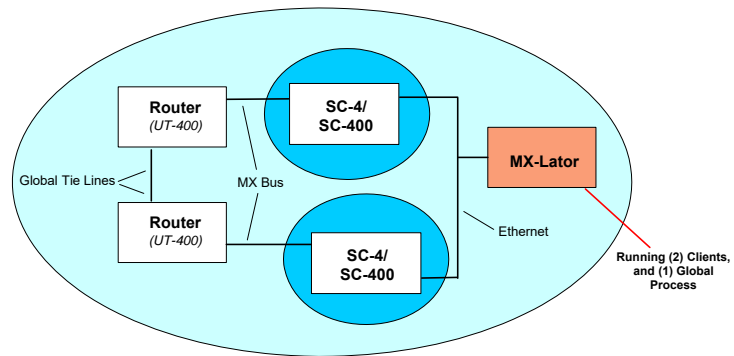 Router
(UT-400)
SC-4/
SC-400
MX-Lator
Global Tie Lines
MX Bus
Router
(UT-400)
SC-4/
SC-400
Ethernet
Running (2) Clients,
and (1) Global
Process